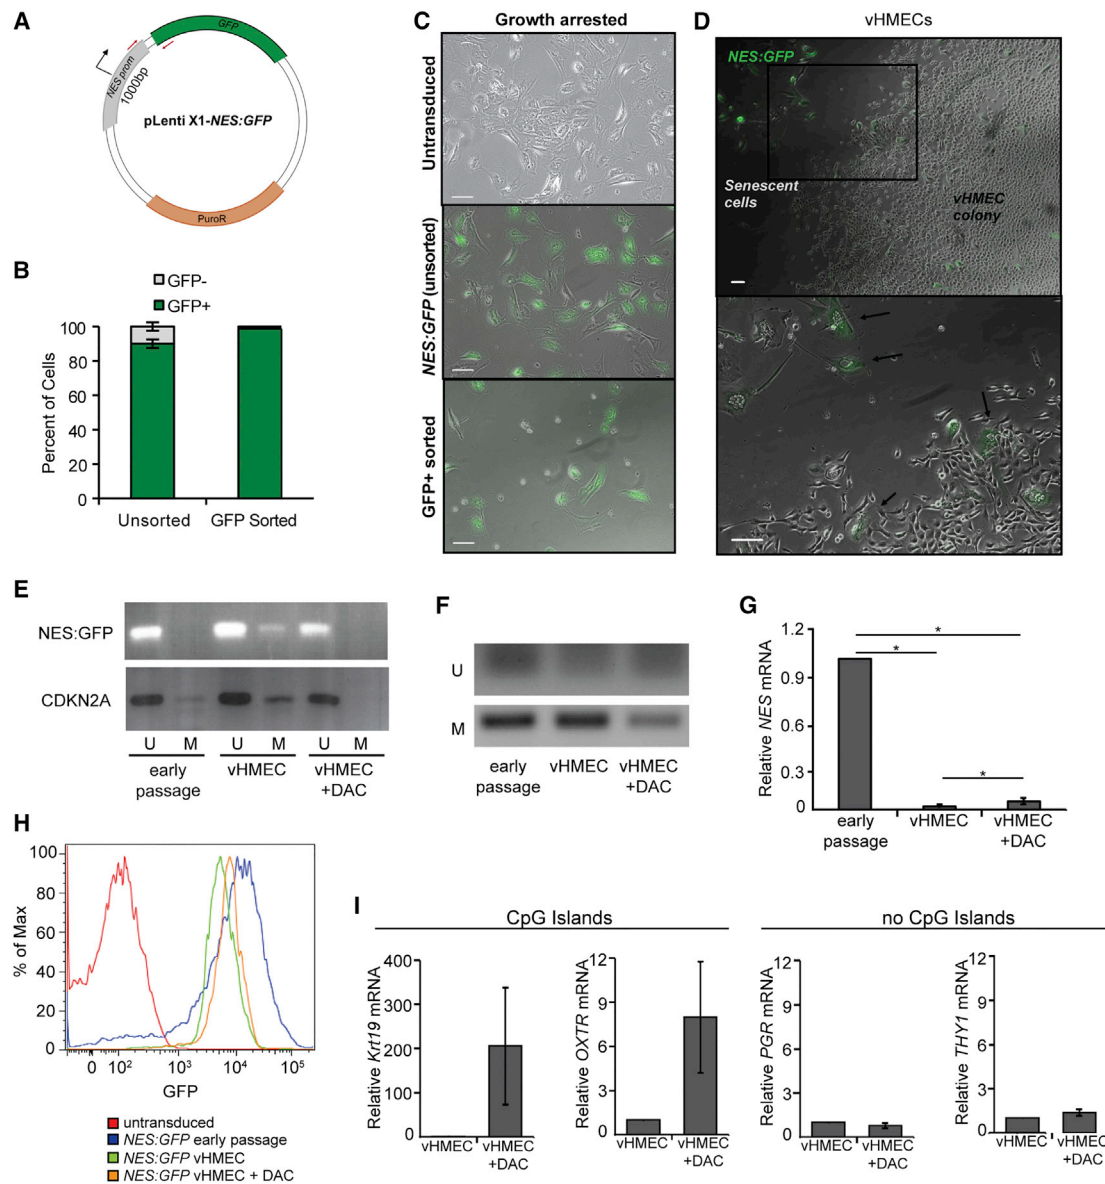 A
GFP
NES prom
1000bp
pLenti X1-NES:GFP
PuroR
B
GFP-
GFP+
Percent of Cells
100
80
60
40
20
0
Unsorted
GFP Sorted
C
Growth arrested
Untransduced
NES:GFP (unsorted)
GFP+ sorted
D
vHMECs
NES:GFP
Senescent
cells
vHMEC
colony
E
NES:GFP
CDKN2A
U M U M U M
early
passage
vHMEC
vHMEC
+DAC
F
U
M
early
passage
vHMEC
vHMEC
+DAC
G
Relative NES mRNA
1.2
0.9
0.6
0.3
0
*
*
*
early
passage
vHMEC
vHMEC
+DAC
H
% of Max
100
80
60
40
20
0
0 10² 10³ 10⁴ 10⁵
GFP
untransduced
NES:GFP early passage
NES:GFP vHMEC
NES:GFP vHMEC + DAC
I
CpG Islands
no CpG Islands
Relative Krt19 mRNA
400
300
200
100
0
vHMEC
vHMEC
+DAC
Relative OXTR mRNA
12
9
6
3
0
vHMEC
vHMEC
+DAC
Relative PGR mRNA
12
9
6
3
0
vHMEC
vHMEC
+DAC
Relative THY1 mRNA
12
9
6
3
0
vHMEC
vHMEC
+DAC